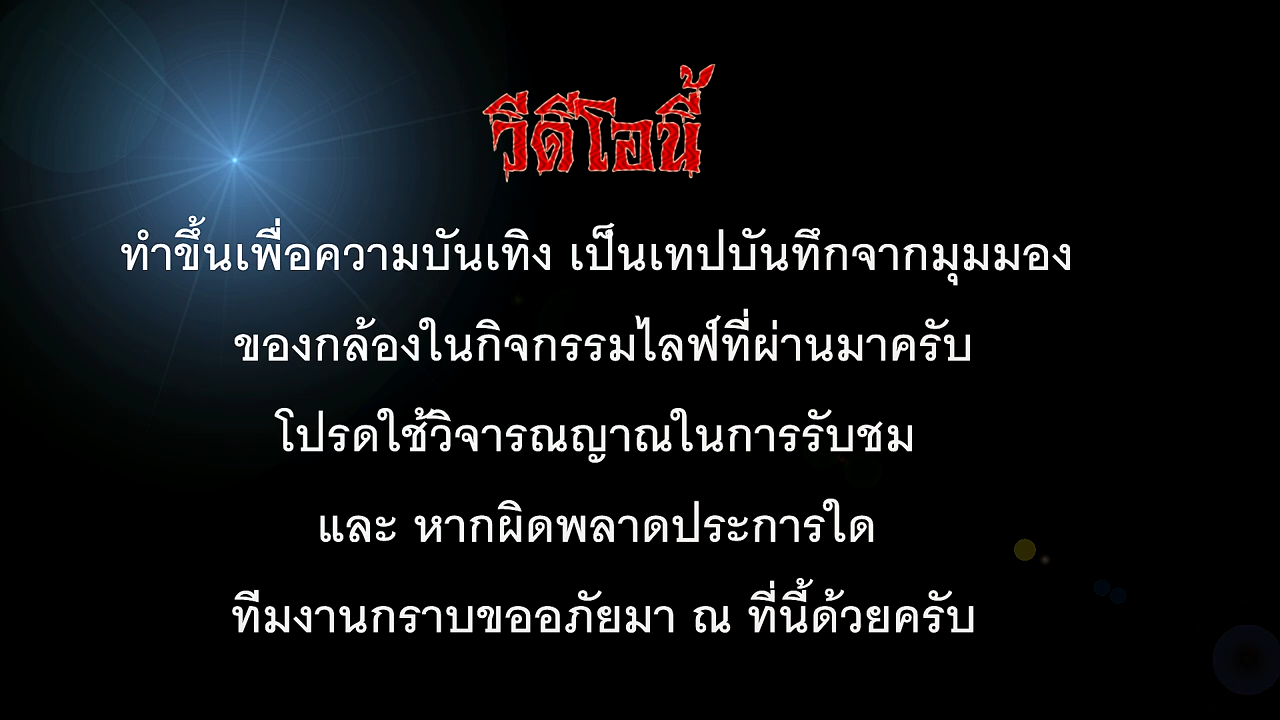 วีดีโอนี้
ทำขึ้นเพื่อความบันเทิง เป็นเทปบันทึกจากมุมมอง
ของกล้องในกิจกรรมไลฟ์ที่ผ่านมาครับ
โปรดใช้วิจารณญาณในการรับชม
และ หากผิดพลาดประการใด
ทีมงานกราบขออภัยมา ณ ที่นี้ด้วยครับ